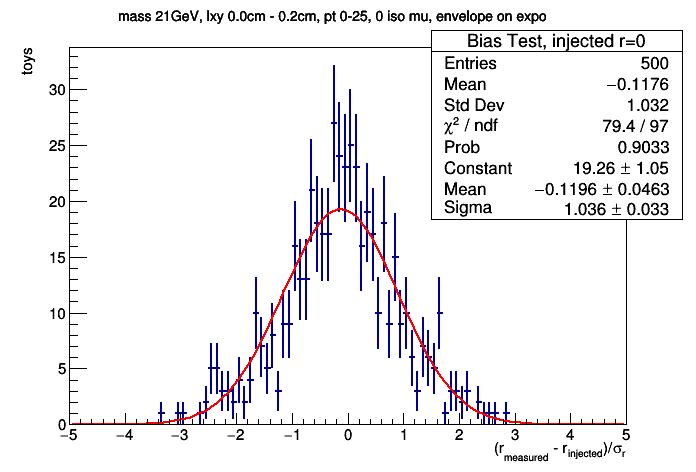 mass 21GeV, lxy 0.0cm - 0.2cm, pt 0-25, 0 iso mu, envelope on expo
Bias Test, injected r=0
Entries 500
Mean −0.1176
Std Dev 1.032
χ² / ndf 79.4 / 97
Prob 0.9033
Constant 19.26 ± 1.05
Mean −0.1196 ± 0.0463
Sigma 1.036 ± 0.033
toys
30
25
20
15
10
5
0
−5 −4 −3 −2 −1 0 1 2 3 4 5
(r_measured - r_injected)/σ_r